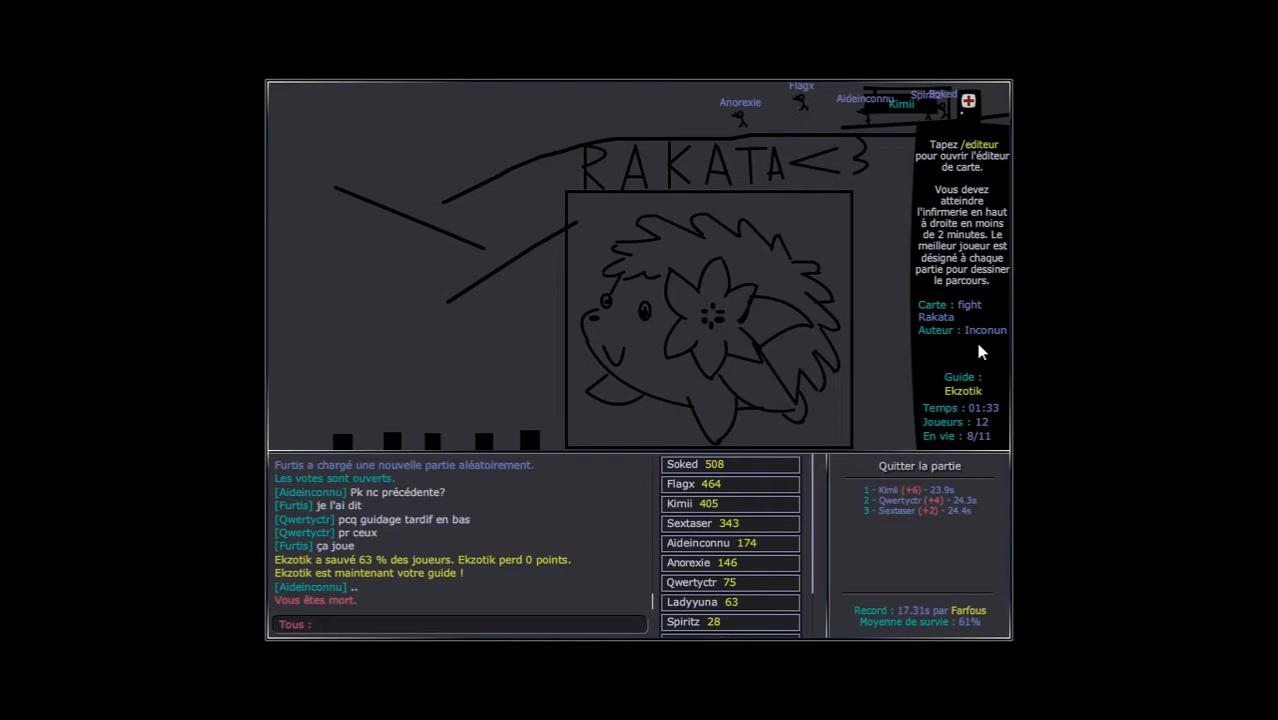 Flagx
Anorexie
Aideinconnu
Soked
Kimii
RAKATA<3
Tapez /editeur
pour ouvrir l'éditeur
de carte.
Vous devez
atteindre
l'infirmerie en haut
à droite en moins
de 2 minutes. Le
meilleur joueur est
désigné à chaque
partie pour dessiner
le parcours.
Carte : fight
Rakata
Auteur : Inconun
Guide :
Ekzotik
Temps : 01:33
Joueurs : 12
En vie : 8/11
Furtis a chargé une nouvelle partie aléatoirement.
Les votes sont ouverts.
[Aideinconnu] Pk nc précédente?
[Furtis] je l'ai dit
[Qwertyctr] pcq guidage tardif en bas
[Qwertyctr] pr ceux
[Furtis] ça joue
Ekzotik a sauvé 63 % des joueurs. Ekzotik perd 0 points.
Ekzotik est maintenant votre guide !
[Aideinconnu] ..
Vous êtes mort.
Tous :
Soked 508
Flagx 464
Kimii 405
Sextaser 343
Aideinconnu 174
Anorexie 146
Qwertyctr 75
Ladyyuna 63
Spiritz 28
Quitter la partie
1 - Kimii (+6) - 23.9s
2 - Qwertyctr (+4) - 24.3s
3 - Sextaser (+2) - 24.4s
Record : 17.31s par Farfous
Moyenne de survie : 61%